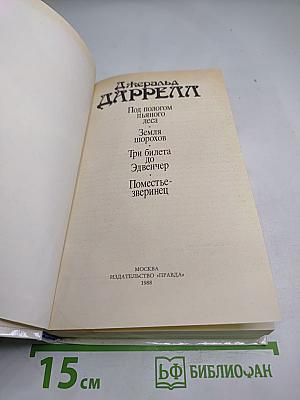 Джеральд
ДАРРЕЛЛ
Под пологом
пьяного
леса
Земля
шорохов
Три билета
до
Эдвенчер
Поместье-
зверинец
МОСКВА
ИЗДАТЕЛЬСТВО «ПРАВДА»
1988
15 см
БФ БИБЛИОФАН